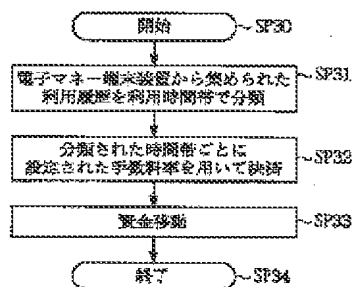 開始
SP30
電子マネー端末装置から集められた
利用履歴を利用時間帯で分類
SP31
分類された時間帯ごとに
設定された手数料率を用いて決済
SP32
資金移動
SP33
終了
SP34